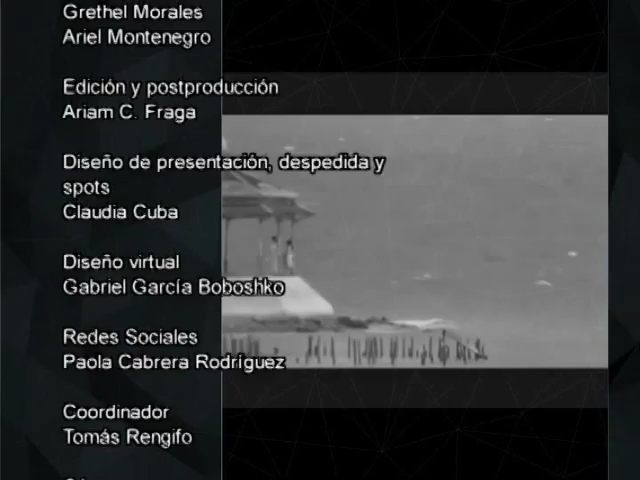 Grethel Morales
Ariel Montenegro
Edición y postproducción
Ariam C. Fraga
Diseño de presentación, despedida y
spots
Claudia Cuba
Diseño virtual
Gabriel García Boboshko
Redes Sociales
Paola Cabrera Rodríguez
Coordinador
Tomás Rengifo